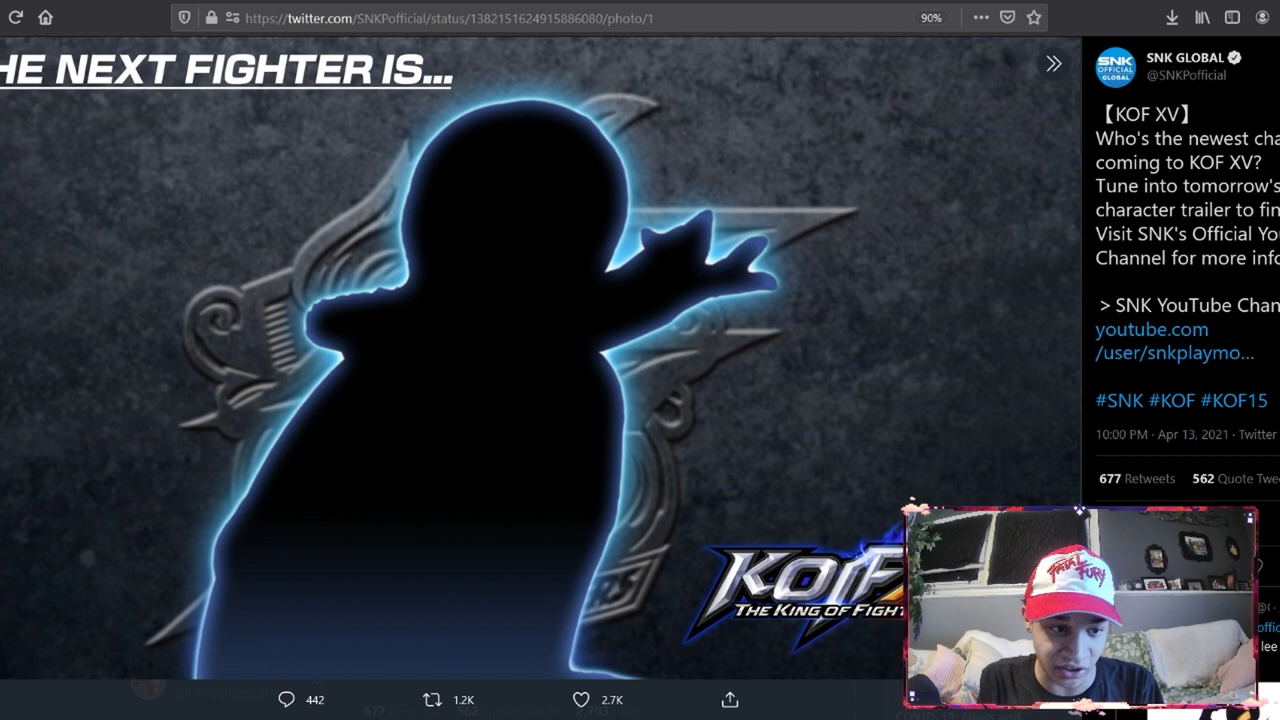 https://twitter.com/SNKPofficial/status/1382151624915886080/photo/1
90%
HE NEXT FIGHTER IS...
SNK
OFFICIAL
GLOBAL
SNK GLOBAL
@SNKPofficial
【KOF XV】
Who's the newest cha
coming to KOF XV?
Tune into tomorrow's
character trailer to fin
Visit SNK's Official Yo
Channel for more info
> SNK YouTube Chan
youtube.com
/user/snkplaymo...
#SNK #KOF #KOF15
10:00 PM · Apr 13, 2021 · Twitter
677 Retweets 562 Quote Twe
KOF
THE KING OF FIGHT
FATAL FURY
442
1.2K
2.7K